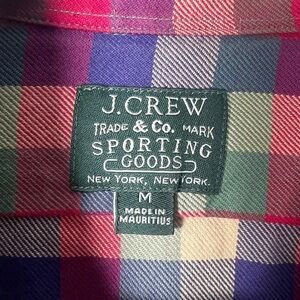 J.CREW
TRADE & Co. MARK
SPORTING
GOODS
NEW YORK, NEW YORK.
M
MADE IN
MAURITIUS